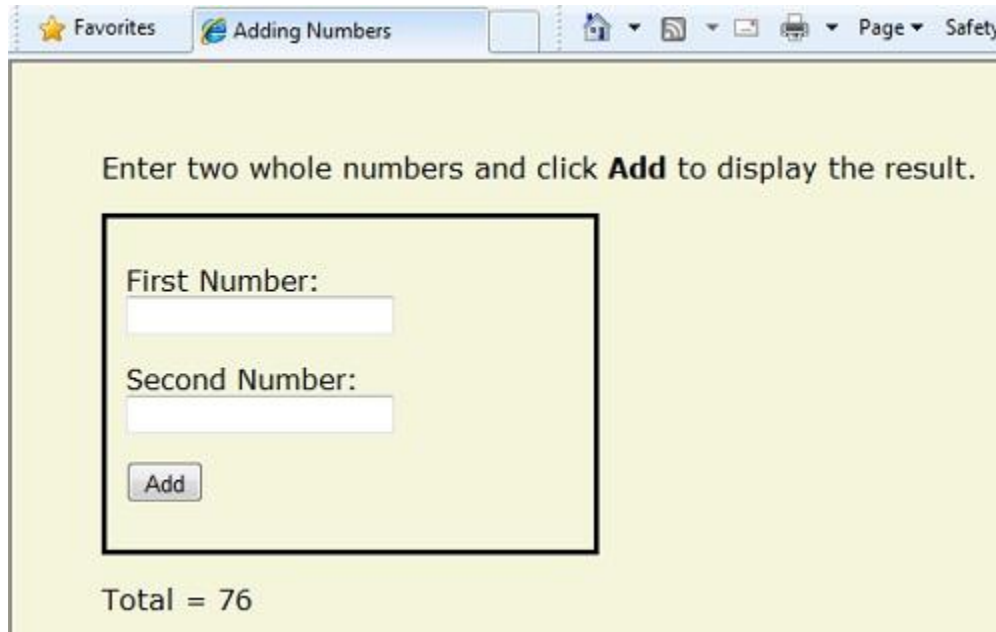 Favorites
Adding Numbers
Page
Safety
Enter two whole numbers and click Add to display the result.
First Number:
Second Number:
Add
Total = 76